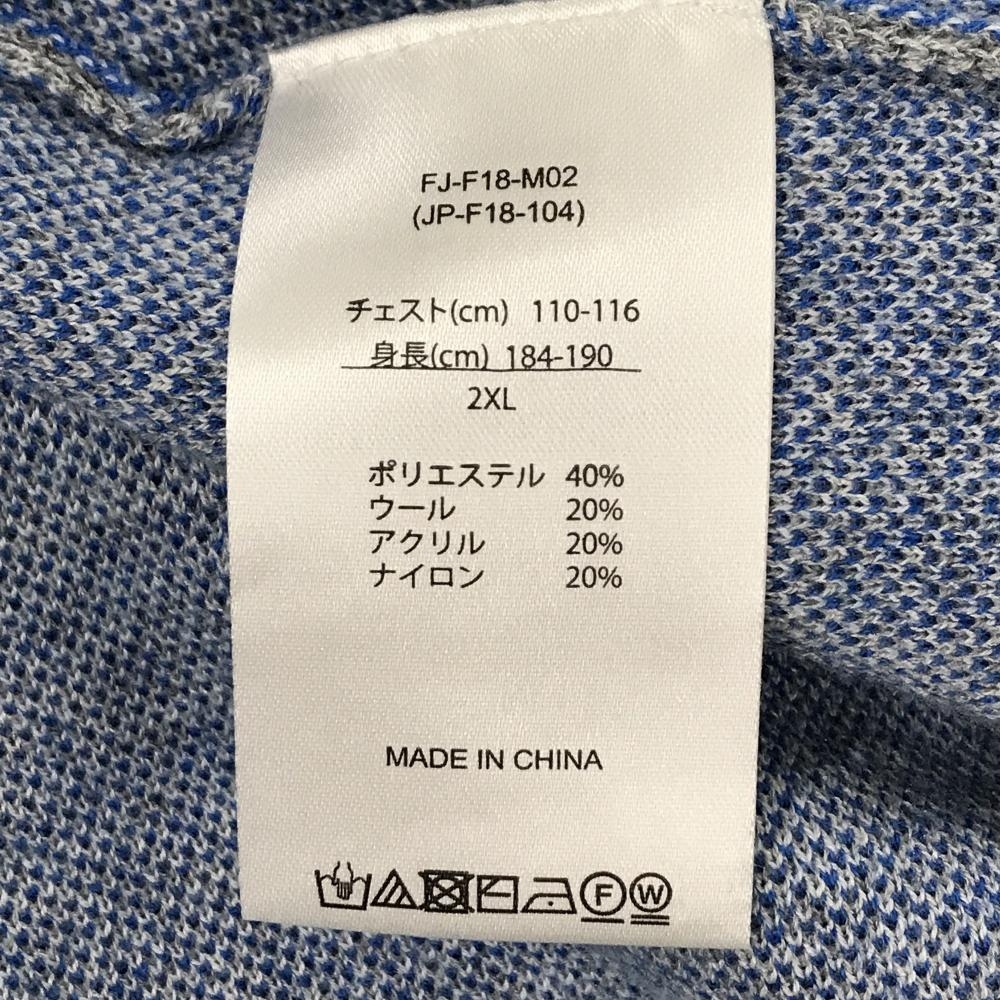 FJ-F18-M02
(JP-F18-104)
チェスト(cm) 110-116
身長(cm) 184-190
2XL
ポリエステル 40%
ウール 20%
アクリル 20%
ナイロン 20%
MADE IN CHINA
F W